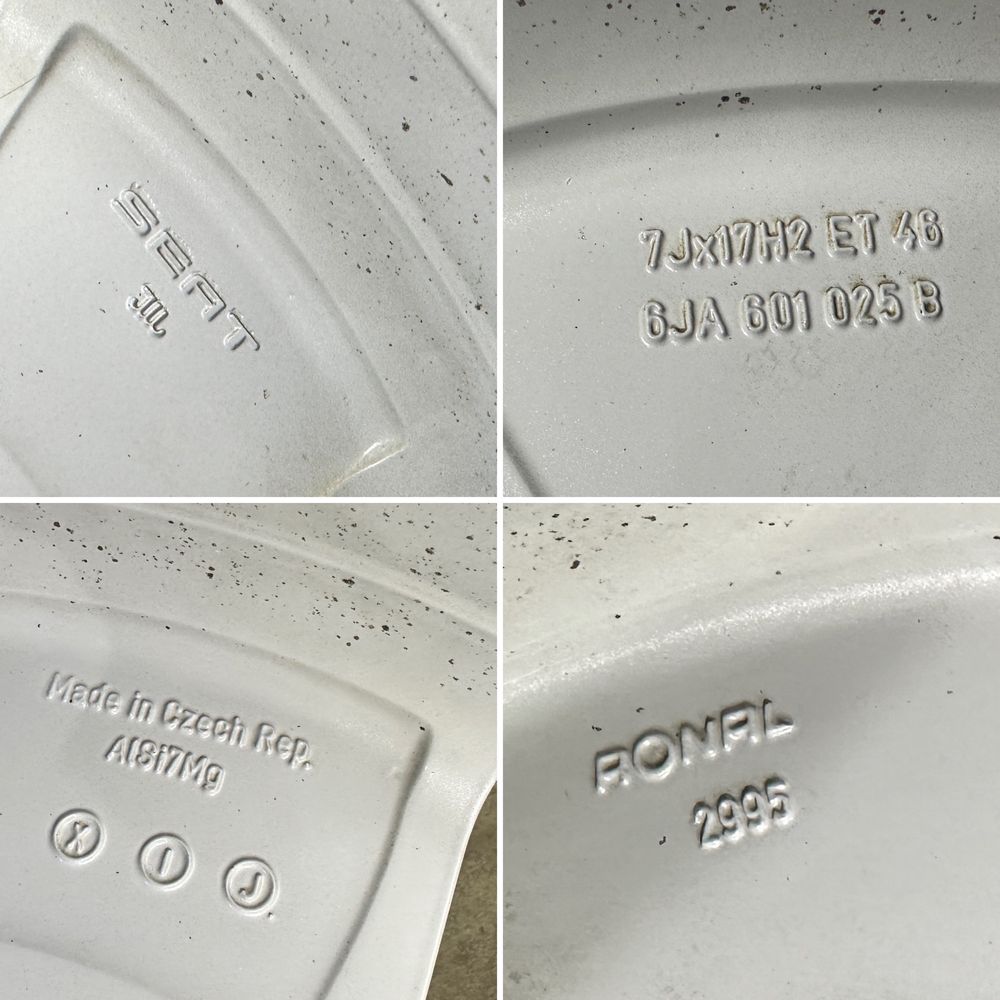 SEAT
7Jx17H2 ET 46
6JA 601 025 B
Made in Czech Rep.
AlSi7Mg
X I J
RONAL
2995